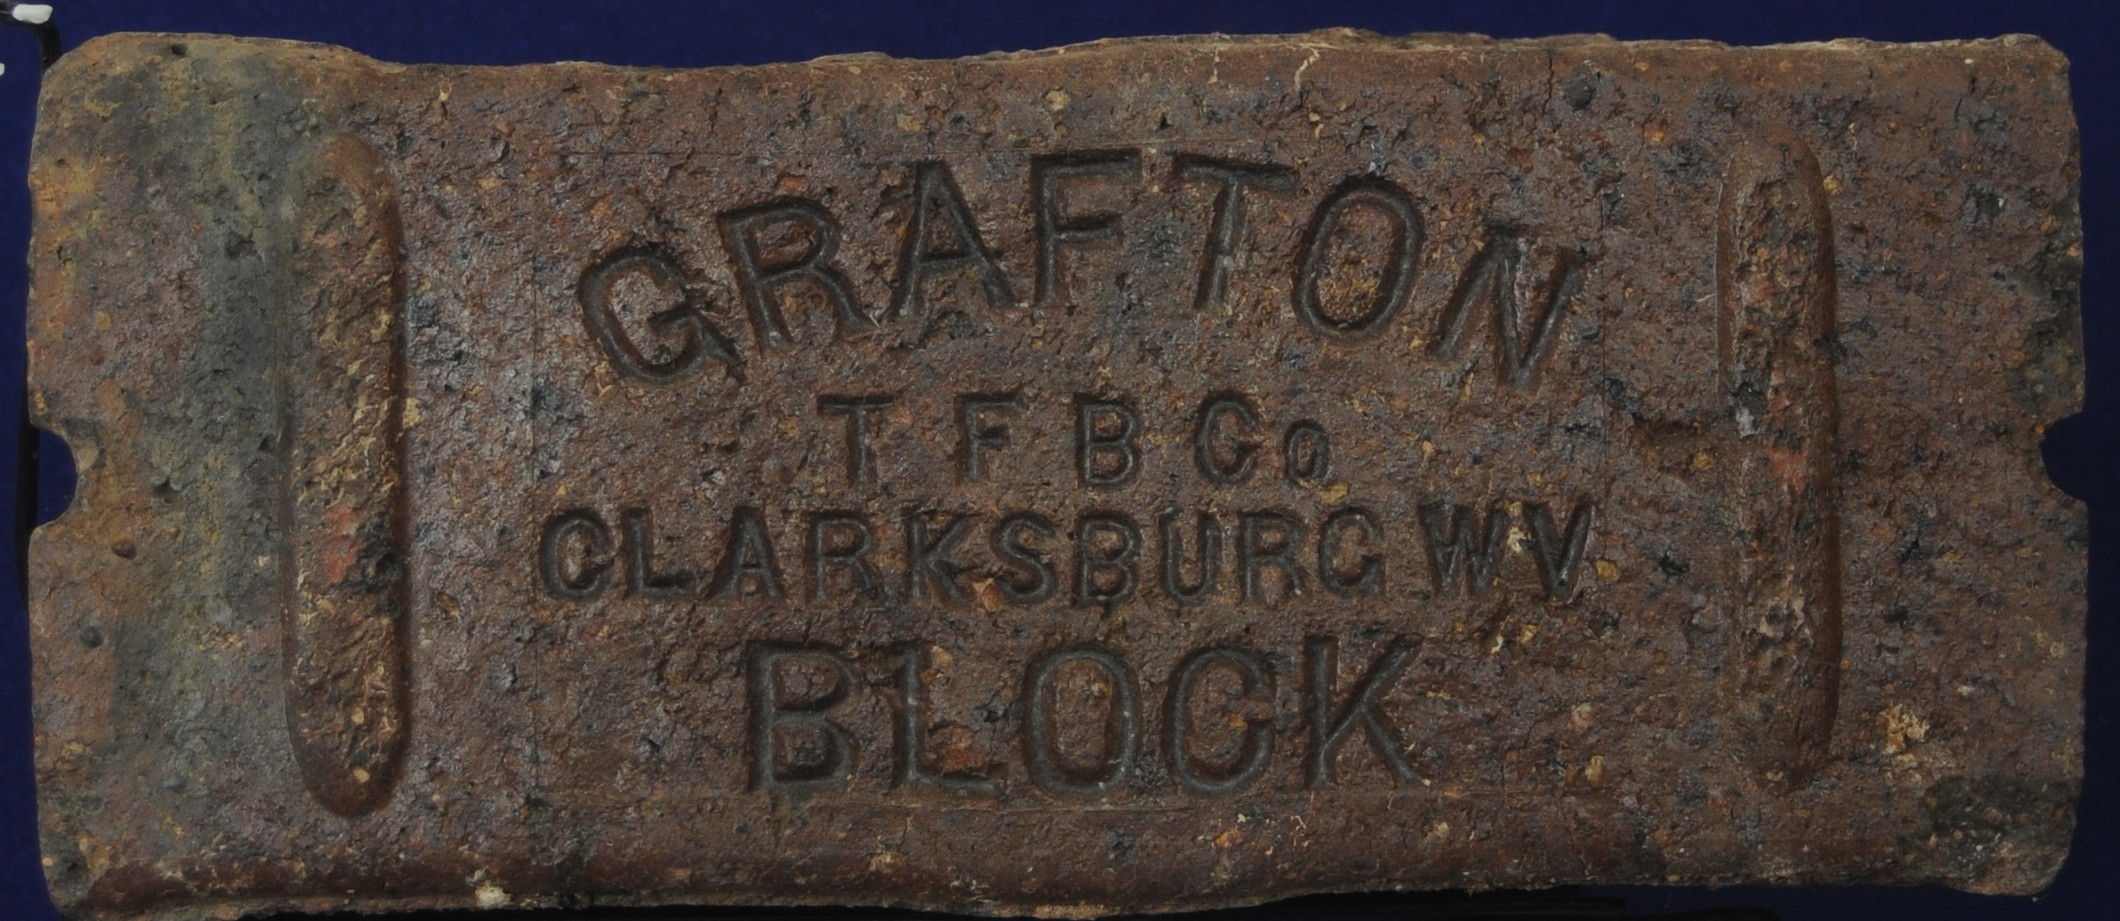 GRAFTON
T F B Co
CLARKSBURG WV
BLOCK